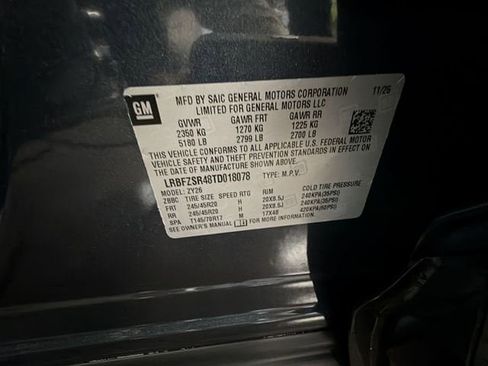 GM
MFD BY SAIC GENERAL MOTORS CORPORATION 11/25
LIMITED FOR GENERAL MOTORS LLC
GVWR GAWR FRT GAWR RR
2350 KG 1270 KG 1225 KG
5180 LB 2799 LB 2700 LB
THIS VEHICLE CONFORMS TO ALL APPLICABLE U.S. FEDERAL MOTOR
VEHICLE SAFETY AND THEFT PREVENTION STANDARDS IN EFFECT ON
THE DATE OF MANUFACTURE SHOWN ABOVE.
LRBFZSR48TD018078 TYPE: M.P.V.
MODEL: ZY26
ZBBC TIRE SIZE SPEED RTG RIM COLD TIRE PRESSURE
FRT 245/45R20 H 20X8.5J 240KPA(35PSI)
RR 245/45R20 H 20X8.5J 240KPA(35PSI)
SPA T145/70R17 M 17X4B 420KPA(60PSI)
SEE OWNER'S MANUAL FOR MORE INFORMATION.